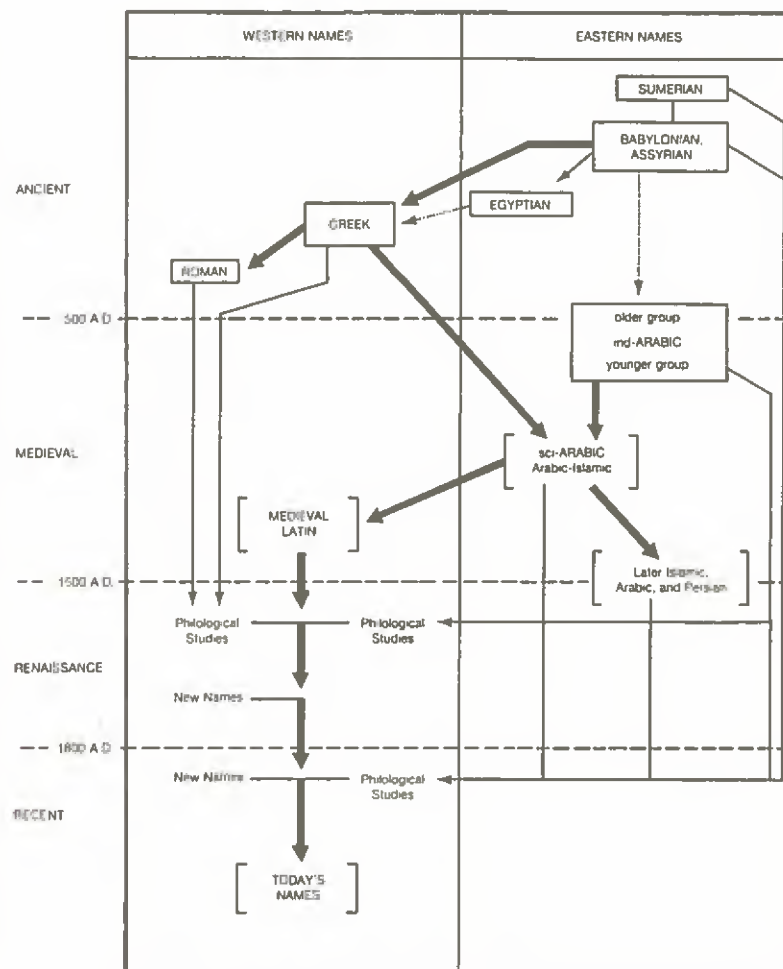 WESTERN NAMES
EASTERN NAMES
SUMERIAN
BABYLONIAN,
ASSYRIAN
ANCIENT
EGYPTIAN
GREEK
ROMAN
500 A D
older group
ind-ARABIC
younger group
MEDIEVAL
sci-ARABIC
Arabic-Islamic
MEDIEVAL
LATIN
Later Islamic,
Arabic, and Persian
1500 A.D.
Philological
Studies
Philological
Studies
RENAISSANCE
New Names
1800 A D
New Names
Philological
Studies
RECENT
TODAY'S
NAMES